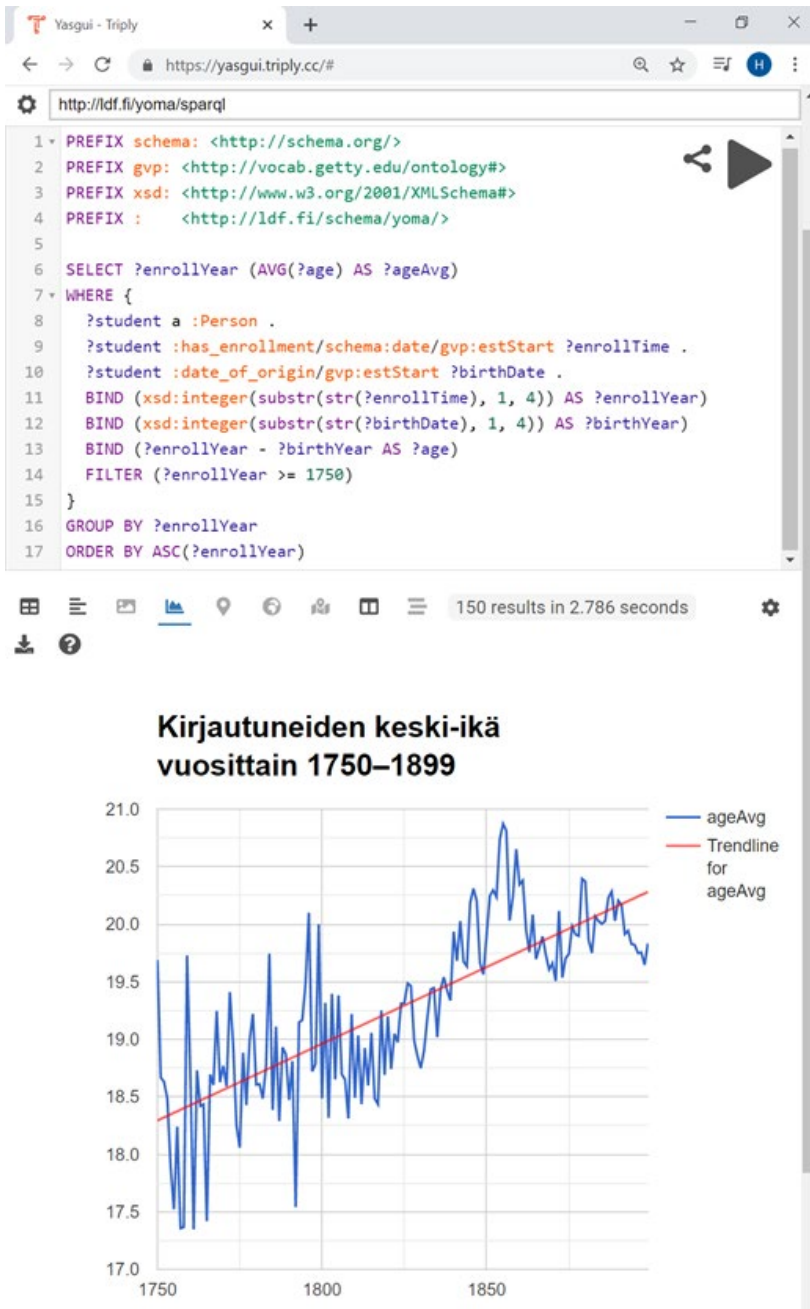 Yasgui - Triply
https://yasgui.triply.cc/#
H
http://ldf.fi/yoma/sparql
1 PREFIX schema: <http://schema.org/>
2 PREFIX gvp: <http://vocab.getty.edu/ontology#>
3 PREFIX xsd: <http://www.w3.org/2001/XMLSchema#>
4 PREFIX :    <http://ldf.fi/schema/yoma/>
5
6 SELECT ?enrollYear (AVG(?age) AS ?ageAvg)
7 WHERE {
8   ?student a :Person .
9   ?student :has_enrollment/schema:date/gvp:estStart ?enrollTime .
10   ?student :date_of_origin/gvp:estStart ?birthDate .
11   BIND (xsd:integer(substr(str(?enrollTime), 1, 4)) AS ?enrollYear)
12   BIND (xsd:integer(substr(str(?birthDate), 1, 4)) AS ?birthYear)
13   BIND (?enrollYear - ?birthYear AS ?age)
14   FILTER (?enrollYear >= 1750)
15 }
16 GROUP BY ?enrollYear
17 ORDER BY ASC(?enrollYear)
150 results in 2.786 seconds
Kirjautuneiden keski-ikä
vuosittain 1750–1899
21.0
20.5
20.0
19.5
19.0
18.5
18.0
17.5
17.0
1750 1800 1850
ageAvg
Trendline
for
ageAvg